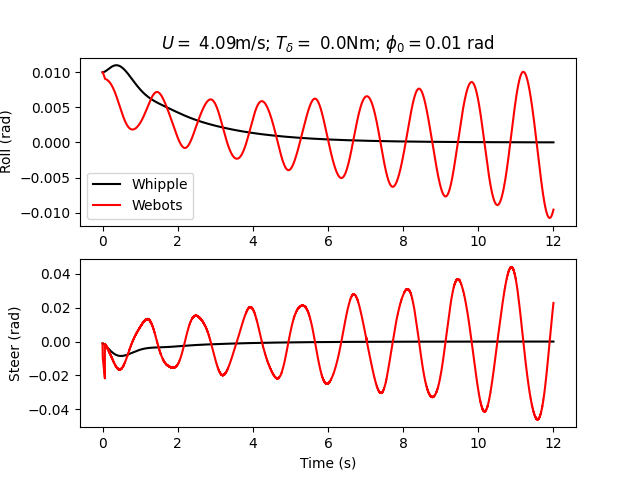 U = 4.09m/s; Tδ = 0.0Nm; ϕ0 = 0.01 rad
Roll (rad)
0.010
0.005
0.000
−0.005
−0.010
Whipple
Webots
0 2 4 6 8 10 12
Steer (rad)
0.04
0.02
0.00
−0.02
−0.04
0 2 4 6 8 10 12
Time (s)